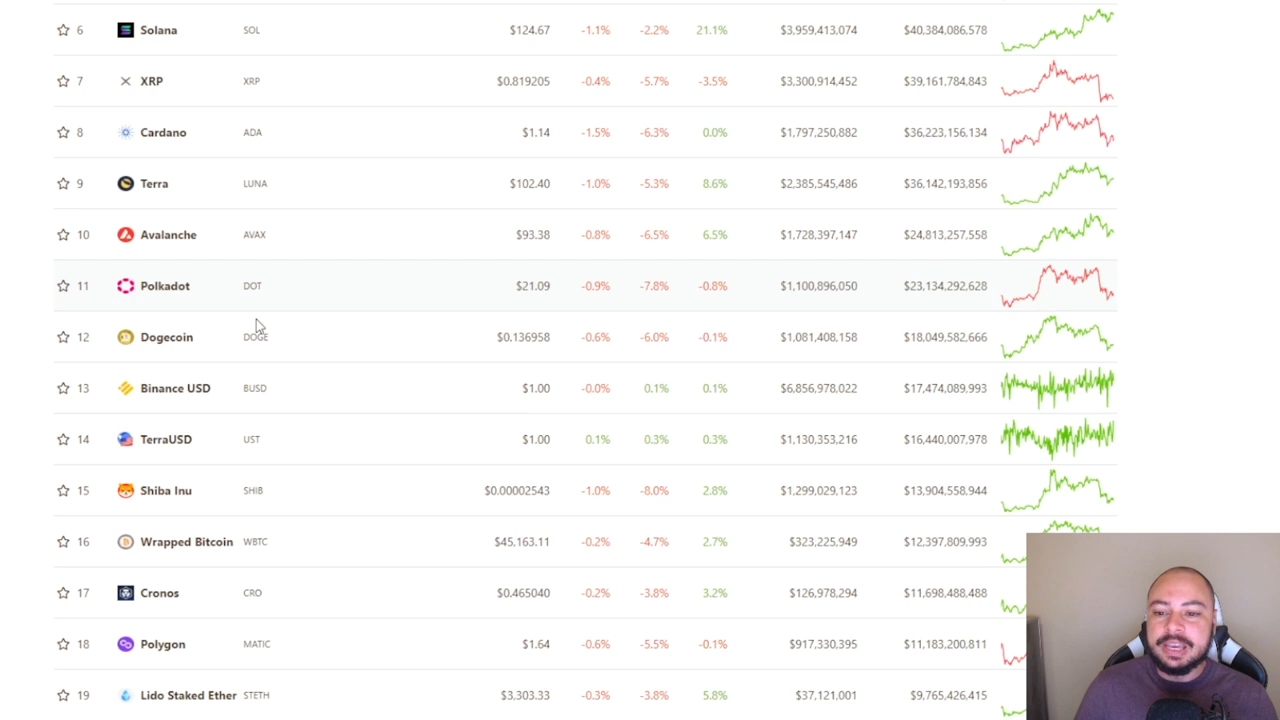 6 Solana SOL $124.67 -1.1% -2.2% 21.1% $3,959,413,074 $40,384,086,578
7 XRP XRP $0.819205 -0.4% -5.7% -3.5% $3,300,914,452 $39,161,784,843
8 Cardano ADA $1.14 -1.5% -6.3% 0.0% $1,797,250,882 $36,223,156,134
9 Terra LUNA $102.40 -1.0% -5.3% 8.6% $2,385,545,486 $36,142,193,856
10 Avalanche AVAX $93.38 -0.8% -6.5% 6.5% $1,728,397,147 $24,813,257,558
11 Polkadot DOT $21.09 -0.9% -7.8% -0.8% $1,100,896,050 $23,134,292,628
12 Dogecoin DOGE $0.136958 -0.6% -6.0% -0.1% $1,081,408,158 $18,049,582,666
13 Binance USD BUSD $1.00 -0.0% 0.1% 0.1% $6,856,978,022 $17,474,089,993
14 TerraUSD UST $1.00 0.1% 0.3% 0.3% $1,130,353,216 $16,440,007,978
15 Shiba Inu SHIB $0.00002543 -1.0% -8.0% 2.8% $1,299,029,123 $13,904,558,944
16 Wrapped Bitcoin WBTC $45,163.11 -0.2% -4.7% 2.7% $323,225,949 $12,397,809,993
17 Cronos CRO $0.465040 -0.2% -3.8% 3.2% $126,978,294 $11,698,488,488
18 Polygon MATIC $1.64 -0.6% -5.5% -0.1% $917,330,395 $11,183,200,811
19 Lido Staked Ether STETH $3,303.33 -0.3% -3.8% 5.8% $37,121,001 $9,765,426,415